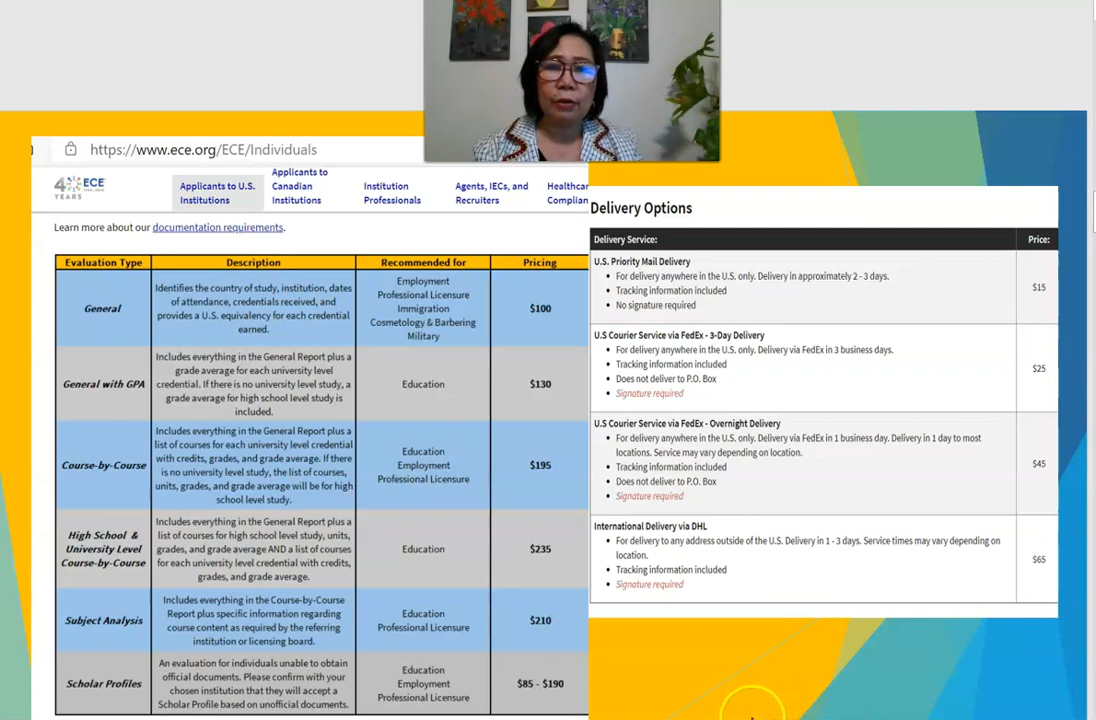 https://www.ece.org/ECE/Individuals
40 ECE
YEARS
Applicants to U.S.
Institutions
Applicants to
Canadian
Institutions
Institution
Professionals
Agents, IECs, and
Recruiters
Healthcar
Complian
Learn more about our documentation requirements.
Evaluation Type
Description
Recommended for
Pricing
General
Identifies the country of study, institution, dates
of attendance, credentials received, and
provides a U.S. equivalency for each credential
earned.
Employment
Professional Licensure
Immigration
Cosmetology & Barbering
Military
$100
General with GPA
Includes everything in the General Report plus a
grade average for each university level
credential. If there is no university level study, a
grade average for high school level study is
included.
Education
$130
Course-by-Course
Includes everything in the General Report plus a
list of courses for each university level credential
with credits, grades, and grade average. If there
is no university level study, the list of courses,
units, grades, and grade average will be for high
school level study.
Education
Employment
Professional Licensure
$195
High School &
University Level
Course-by-Course
Includes everything in the General Report plus a
list of courses for high school level study, units,
grades, and grade average AND a list of courses
for each university level credential with credits,
grades, and grade average.
Education
$235
Subject Analysis
Includes everything in the Course-by-Course
Report plus specific information regarding
course content as required by the referring
institution or licensing board.
Education
Professional Licensure
$210
Scholar Profiles
An evaluation for individuals unable to obtain
official documents. Please confirm with your
chosen institution that they will accept a
Scholar Profile based on unofficial documents.
Education
Employment
Professional Licensure
$85 - $190
Delivery Options
Delivery Service:
Price:
U.S. Priority Mail Delivery
• For delivery anywhere in the U.S. only. Delivery in approximately 2 - 3 days.
• Tracking information included
• No signature required
$15
U.S Courier Service via FedEx - 3-Day Delivery
• For delivery anywhere in the U.S. only. Delivery via FedEx in 3 business days.
• Tracking information included
• Does not deliver to P.O. Box
• Signature required
$25
U.S Courier Service via FedEx - Overnight Delivery
• For delivery anywhere in the U.S. only. Delivery via FedEx in 1 business day. Delivery in 1 day to most
locations. Service may vary depending on location.
• Tracking information included
• Does not deliver to P.O. Box
• Signature required
$45
International Delivery via DHL
• For delivery to any address outside of the U.S. Delivery in 1 - 3 days. Service times may vary depending on
location.
• Tracking information included
• Signature required
$65